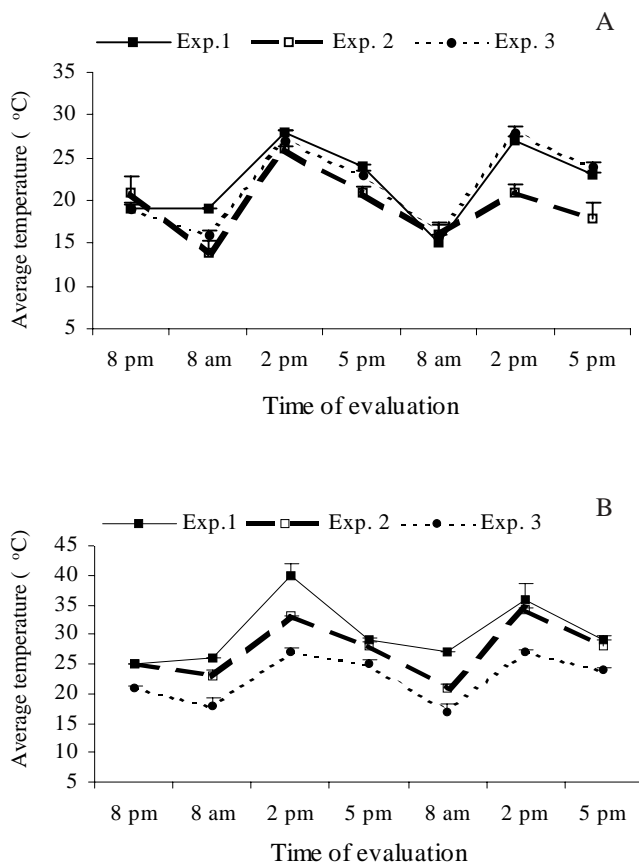 A
Exp.1 Exp. 2 Exp. 3
Average temperature ( °C)
35
30
25
20
15
10
5
8 pm 8 am 2 pm 5 pm 8 am 2 pm 5 pm
Time of evaluation
B
Exp.1 Exp. 2 Exp. 3
Average temperature ( °C)
45
40
35
30
25
20
15
10
5
8 pm 8 am 2 pm 5 pm 8 am 2 pm 5 pm
Time of evaluation